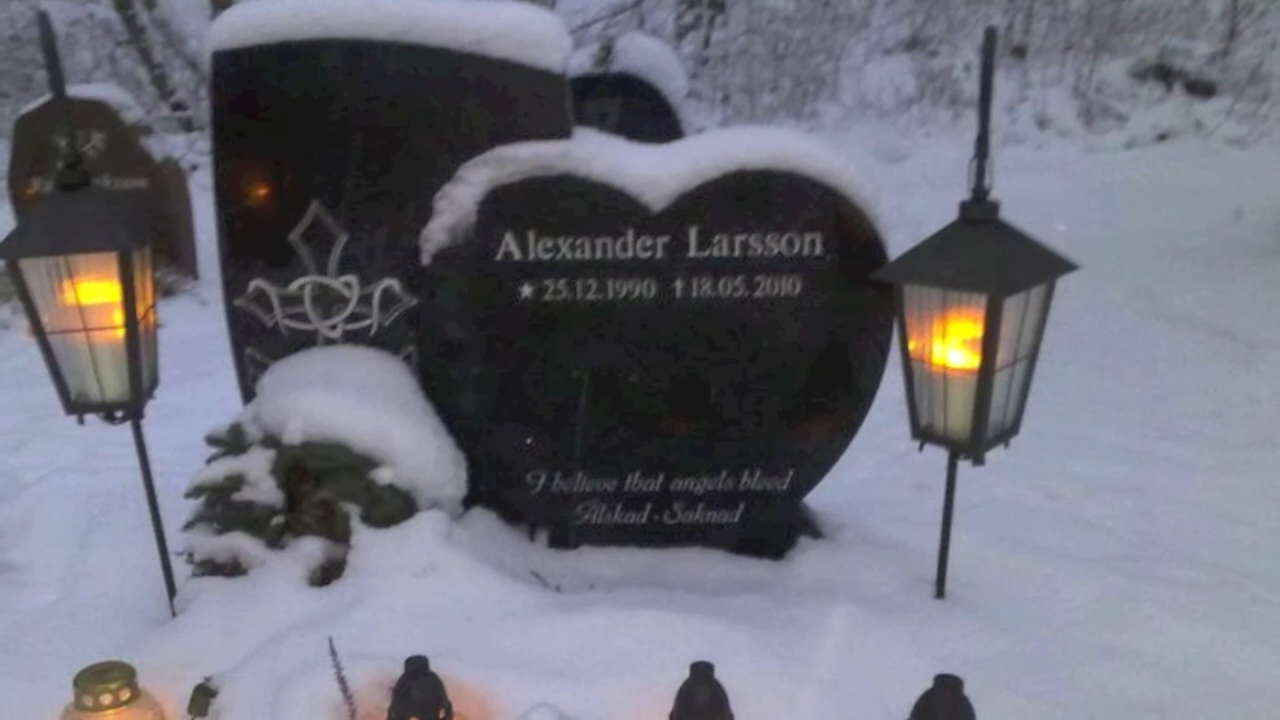 Alexander Larsson
★ 25.12.1990 † 18.05.2010
I believe that angels bleed
Älskad - Saknad